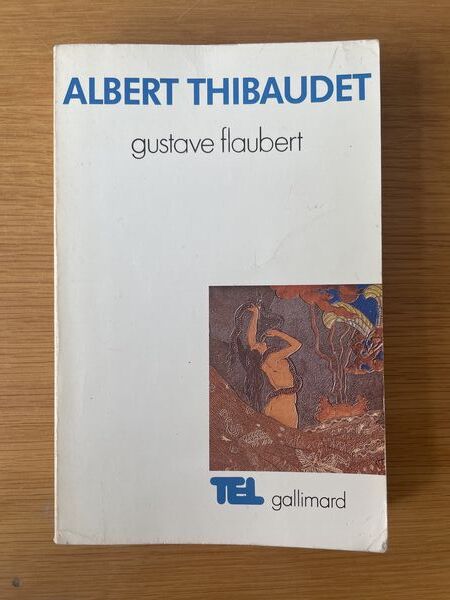 ALBERT THIBAUDET
gustave flaubert
TEL gallimard